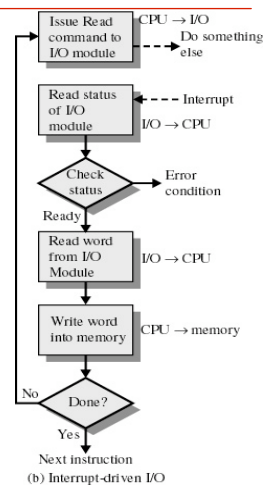 Issue Read
command to
I/O module
CPU → I/O
Do something
else
Read status
of I/O
module
Interrupt
I/O → CPU
Check
status
Error
condition
Ready
Read word
from I/O
Module
I/O → CPU
Write word
into memory
CPU → memory
No
Done?
Yes
Next instruction
(b) Interrupt-driven I/O